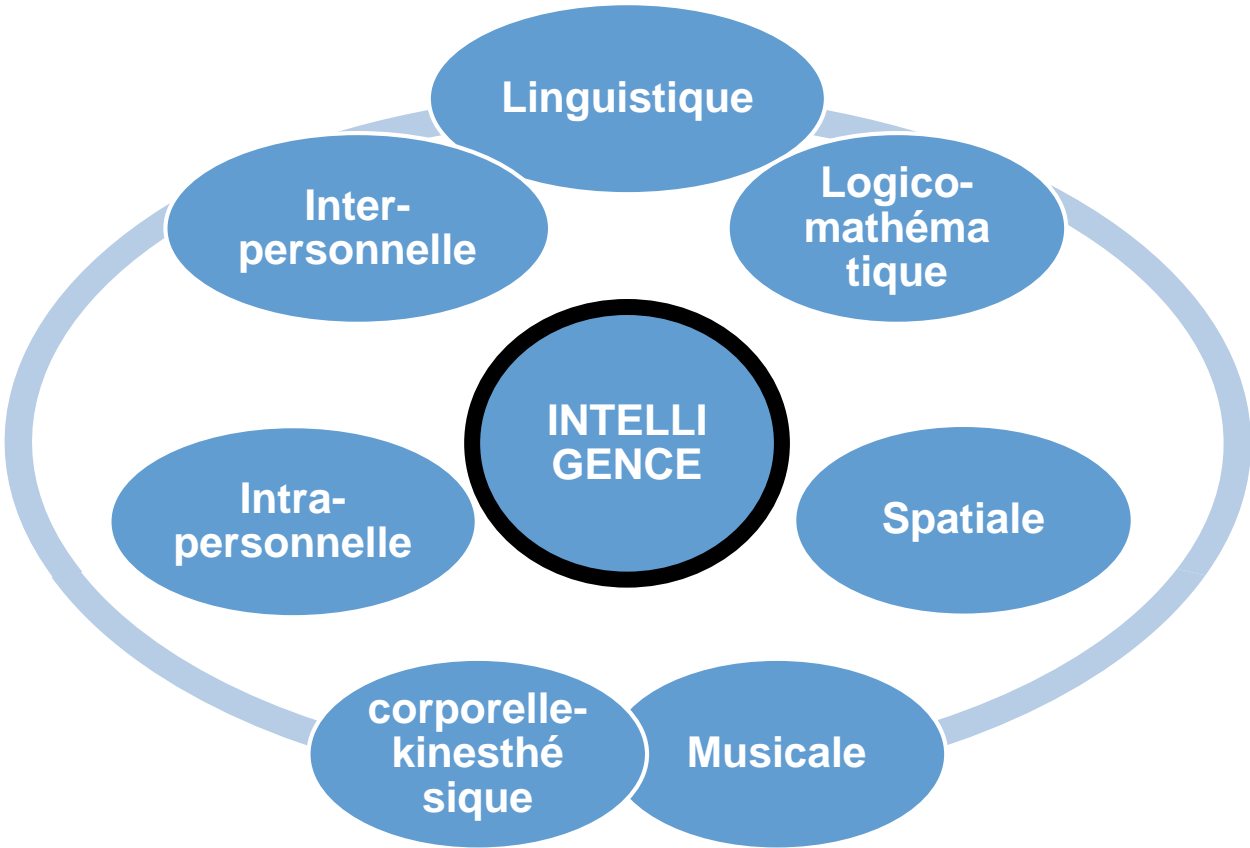 Linguistique
Logico-
mathéma
tique
Inter-
personnelle
INTELLI
GENCE
Spatiale
Intra-
personnelle
corporelle-
kinesthé
sique
Musicale